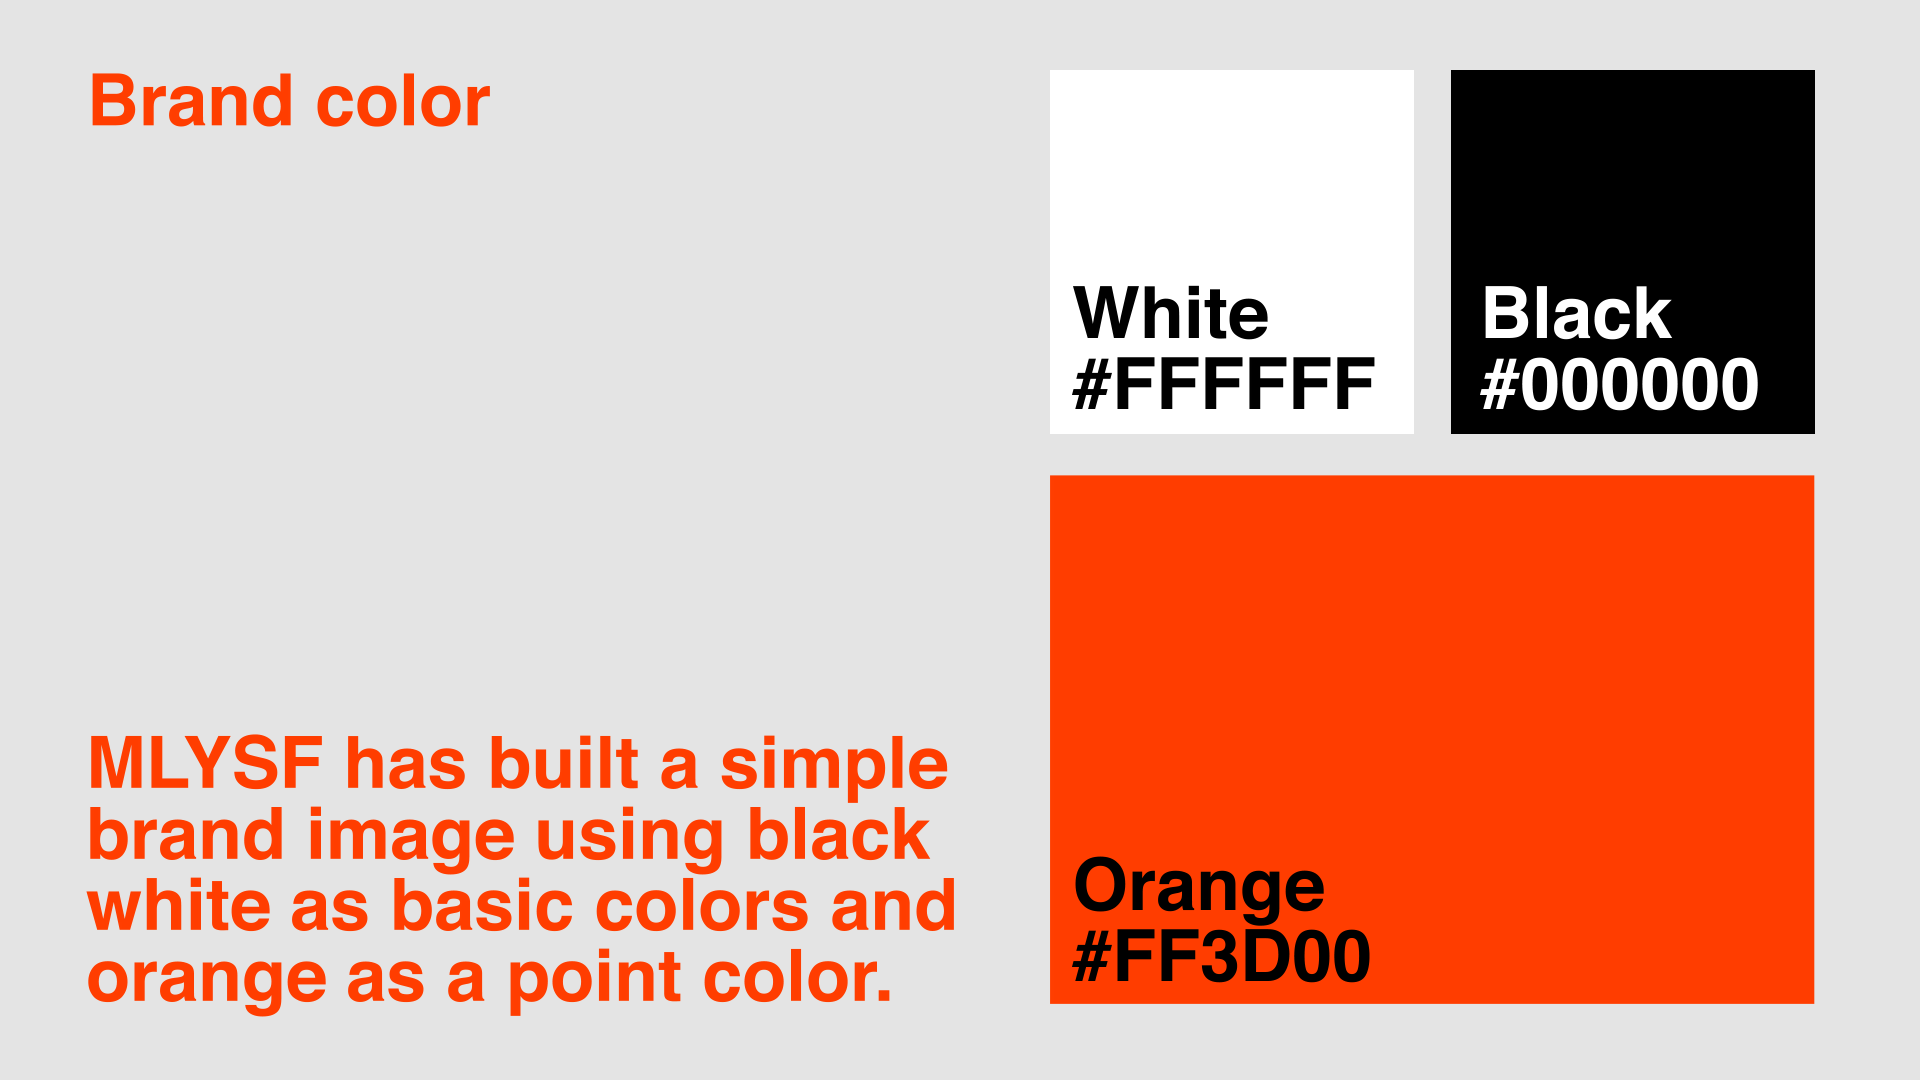 Brand color
White
#FFFFFF
Black
#000000
Orange
#FF3D00
MLYSF has built a simple
brand image using black
white as basic colors and
orange as a point color.